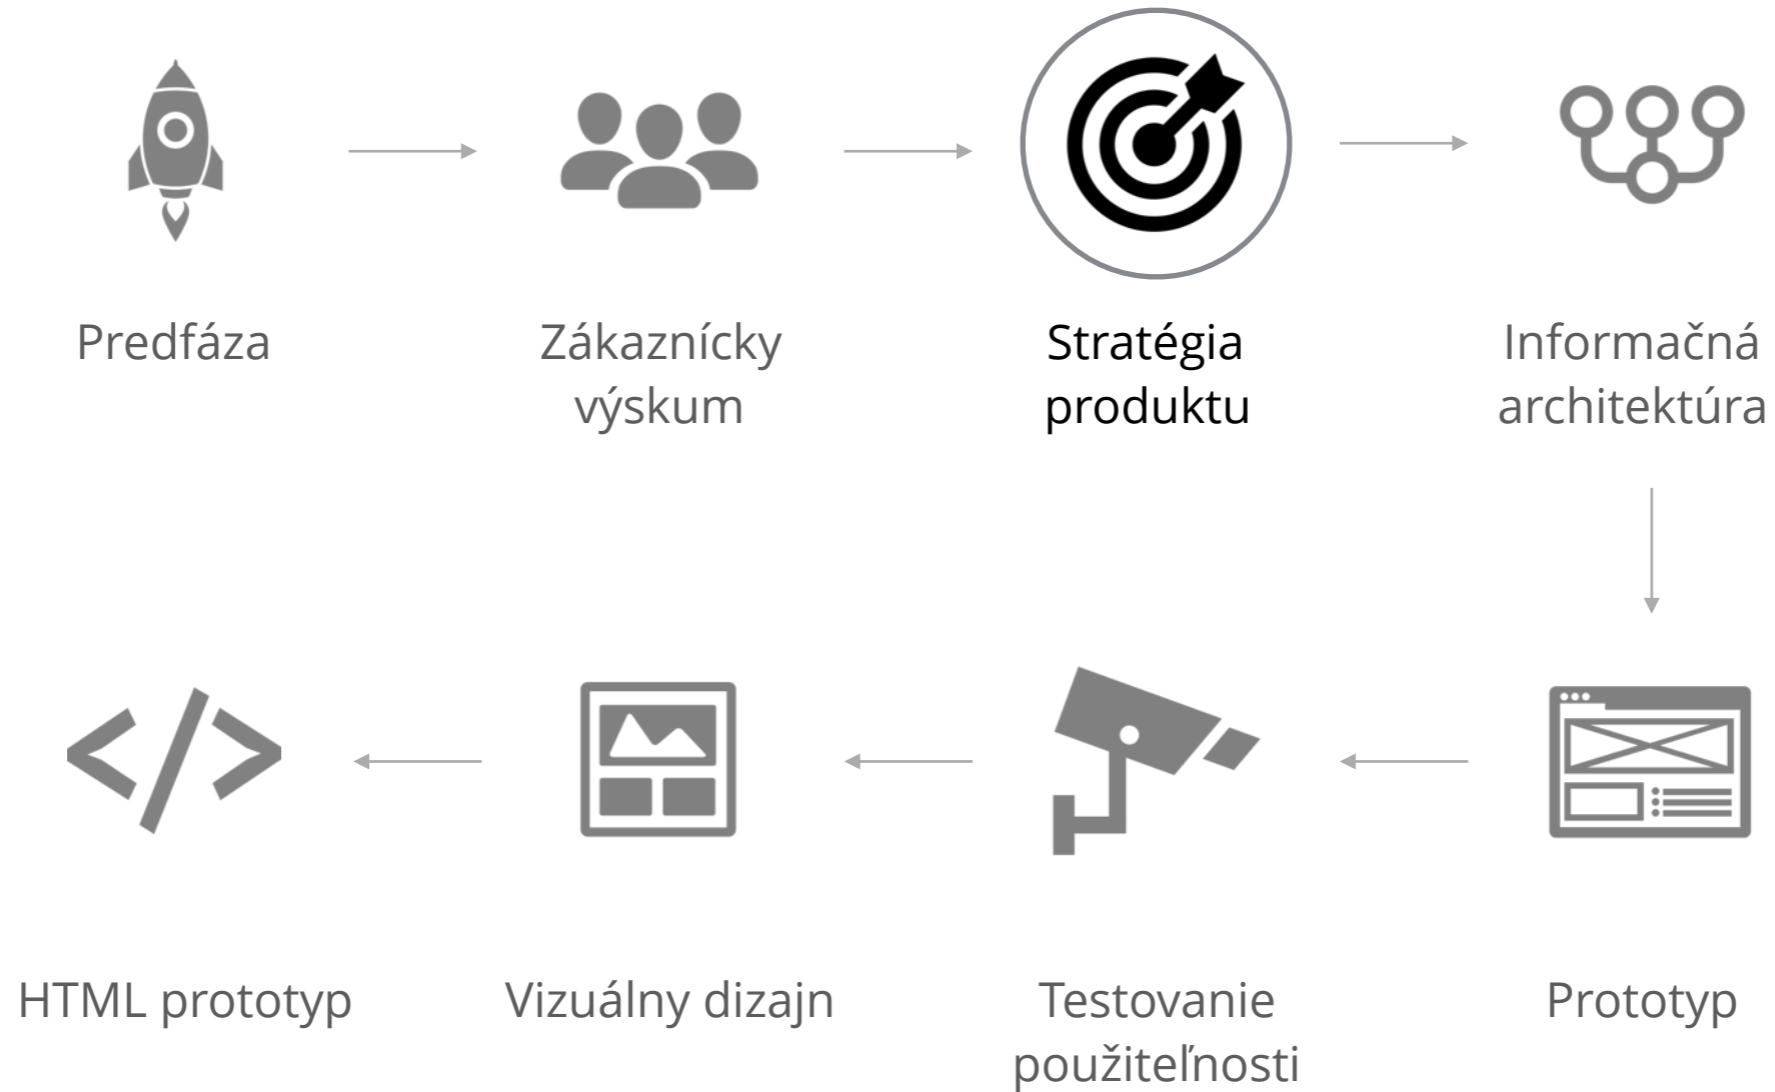 Predfáza
Zákaznícky
výskum
Stratégia
produktu
Informačná
architektúra
HTML prototyp
Vizuálny dizajn
Testovanie
použiteľnosti
Prototyp